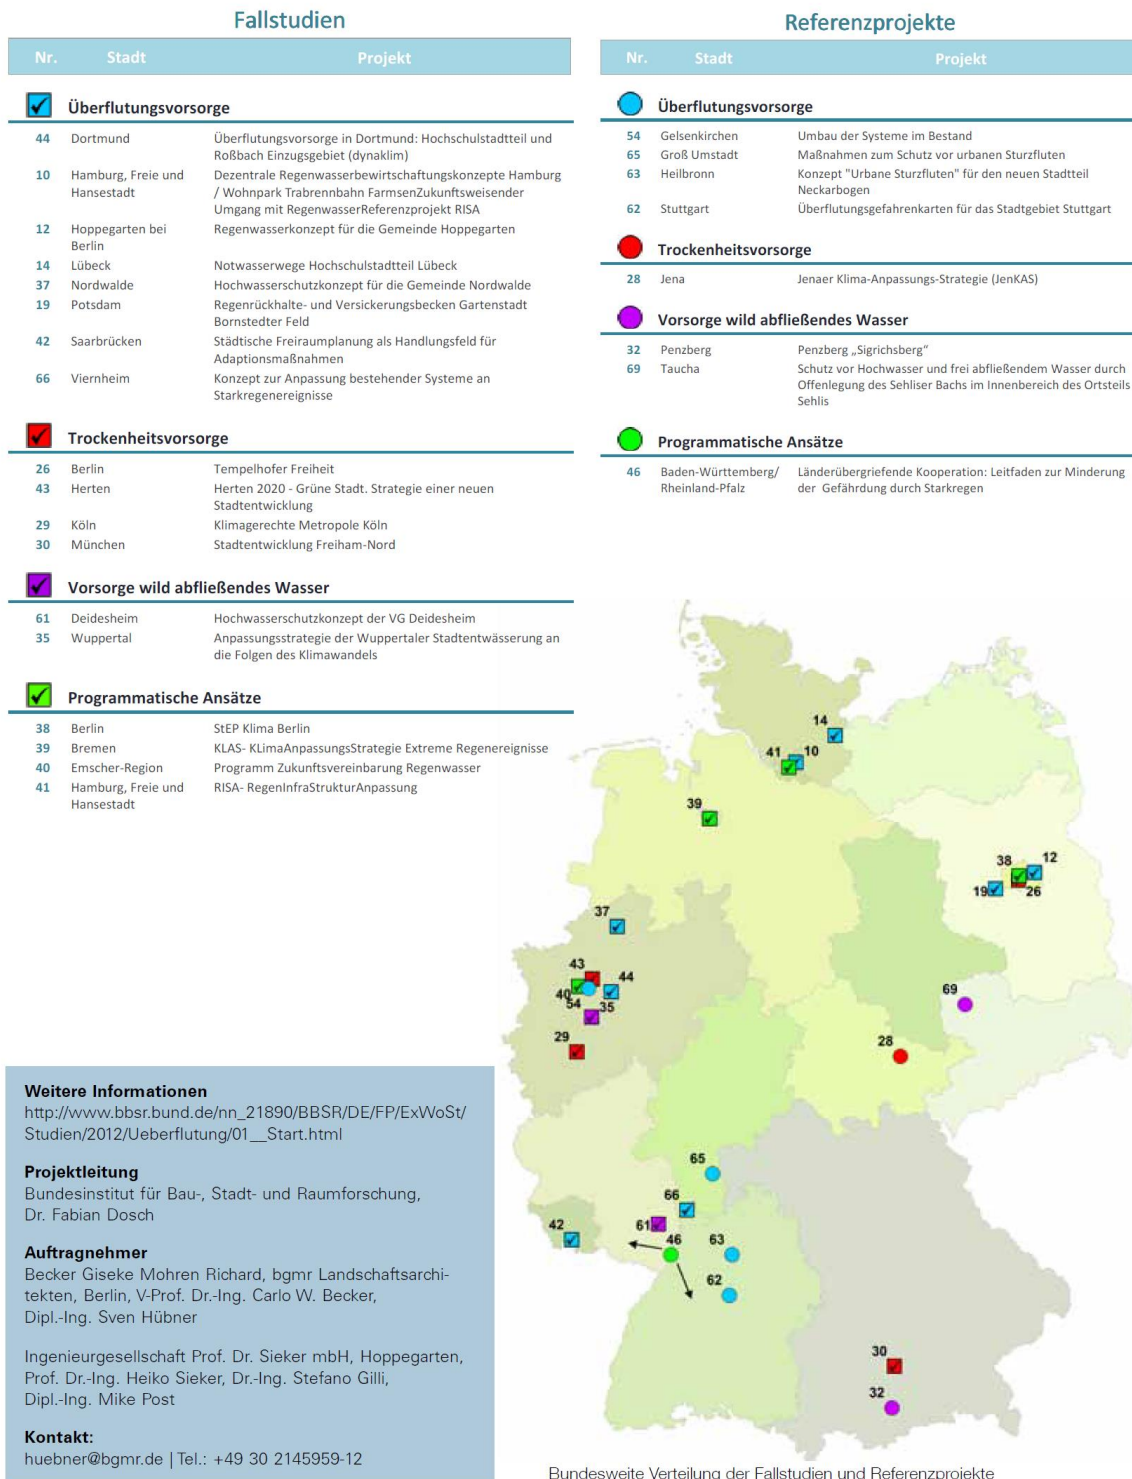 Fallstudien
Nr. Stadt Projekt
Überflutungsvorsorge
44 Dortmund Überflutungsvorsorge in Dortmund: Hochschulstadtteil und
Roßbach Einzugsgebiet (dynaklim)
10 Hamburg, Freie und Dezentrale Regenwasserbewirtschaftungskonzepte Hamburg
Hansestadt / Wohnpark Trabrennbahn FarmsenZukunftsweisender
Umgang mit RegenwasserReferenzprojekt RISA
12 Hoppegarten bei Regenwasserkonzept für die Gemeinde Hoppegarten
Berlin
14 Lübeck Notwasserwege Hochschulstadtteil Lübeck
37 Nordwalde Hochwasserschutzkonzept für die Gemeinde Nordwalde
19 Potsdam Regenrückhalte- und Versickerungsbecken Gartenstadt
Bornstedter Feld
42 Saarbrücken Städtische Freiraumplanung als Handlungsfeld für
Adaptionsmaßnahmen
66 Viernheim Konzept zur Anpassung bestehender Systeme an
Starkregenereignisse
Trockenheitsvorsorge
26 Berlin Tempelhofer Freiheit
43 Herten Herten 2020 - Grüne Stadt. Strategie einer neuen
Stadtentwicklung
29 Köln Klimagerechte Metropole Köln
30 München Stadtentwicklung Freiham-Nord
Vorsorge wild abfließendes Wasser
61 Deidesheim Hochwasserschutzkonzept der VG Deidesheim
35 Wuppertal Anpassungsstrategie der Wuppertaler Stadtentwässerung an
die Folgen des Klimawandels
Programmatische Ansätze
38 Berlin StEP Klima Berlin
39 Bremen KLAS- KLimaAnpassungsStrategie Extreme Regenereignisse
40 Emscher-Region Programm Zukunftsvereinbarung Regenwasser
41 Hamburg, Freie und RISA- RegenInfraStrukturAnpassung
Hansestadt
Referenzprojekte
Nr. Stadt Projekt
Überflutungsvorsorge
54 Gelsenkirchen Umbau der Systeme im Bestand
65 Groß Umstadt Maßnahmen zum Schutz vor urbanen Sturzfluten
63 Heilbronn Konzept "Urbane Sturzfluten" für den neuen Stadtteil
Neckarbogen
62 Stuttgart Überflutungsgefahrenkarten für das Stadtgebiet Stuttgart
Trockenheitsvorsorge
28 Jena Jenaer Klima-Anpassungs-Strategie (JenKAS)
Vorsorge wild abfließendes Wasser
32 Penzberg Penzberg „Sigrichsberg“
69 Taucha Schutz vor Hochwasser und frei abfließendem Wasser durch
Offenlegung des Sehliser Bachs im Innenbereich des Ortsteils
Sehlis
Programmatische Ansätze
46 Baden-Württemberg/ Länderübergriefende Kooperation: Leitfaden zur Minderung
Rheinland-Pfalz der Gefährdung durch Starkregen
14
41 10
39
38 12
19 26
37
43
44
40
54 35
69
29
28
65
66
61
42
46 63
62
30
32
Weitere Informationen
http://www.bbsr.bund.de/nn_21890/BBSR/DE/FP/ExWoSt/
Studien/2012/Ueberflutung/01__Start.html
Projektleitung
Bundesinstitut für Bau-, Stadt- und Raumforschung,
Dr. Fabian Dosch
Auftragnehmer
Becker Giseke Mohren Richard, bgmr Landschaftsarchi-
tekten, Berlin, V-Prof. Dr.-Ing. Carlo W. Becker,
Dipl.-Ing. Sven Hübner
Ingenieurgesellschaft Prof. Dr. Sieker mbH, Hoppegarten,
Prof. Dr.-Ing. Heiko Sieker, Dr.-Ing. Stefano Gilli,
Dipl.-Ing. Mike Post
Kontakt:
huebner@bgmr.de | Tel.: +49 30 2145959-12
Bundesweite Verteilung der Fallstudien und Referenzprojekte